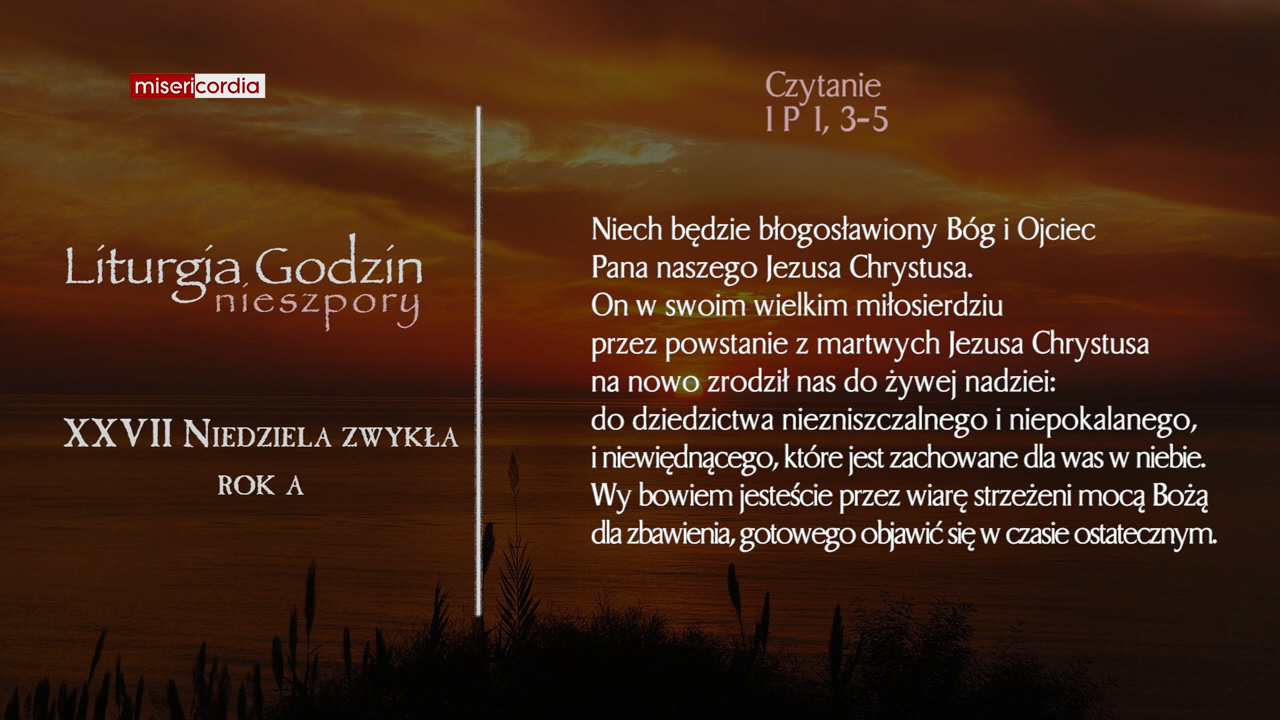 misericordia
Liturgia Godzin
nieszpory
XXVII Niedziela zwykła
rok A
Czytanie
1 P 1, 3-5
Niech będzie błogosławiony Bóg i Ojciec
Pana naszego Jezusa Chrystusa.
On w swoim wielkim miłosierdziu
przez powstanie z martwych Jezusa Chrystusa
na nowo zrodził nas do żywej nadziei:
do dziedzictwa niezniszczalnego i niepokalanego,
i niewiędnącego, które jest zachowane dla was w niebie.
Wy bowiem jesteście przez wiarę strzeżeni mocą Bożą
dla zbawienia, gotowego objawić się w czasie ostatecznym.